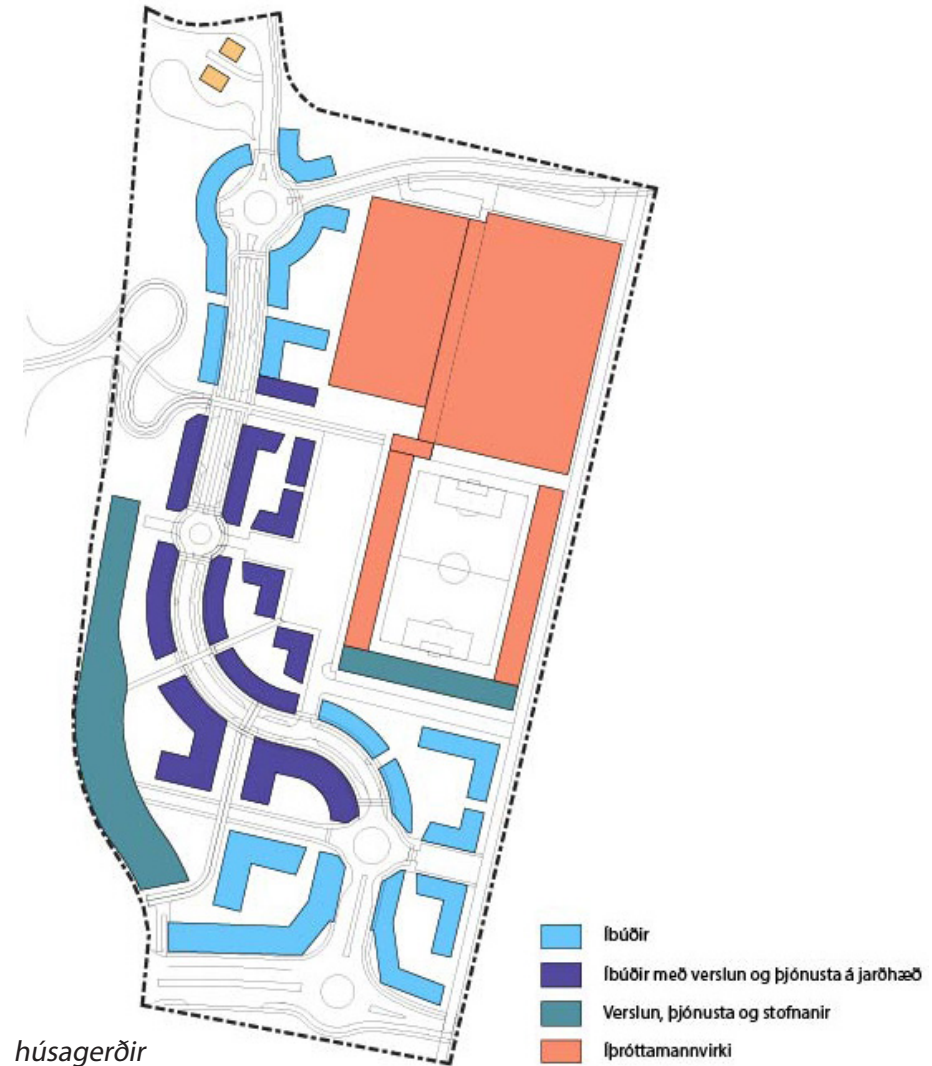 Íbúðir
Íbúðir með verslun og þjónusta á jarðhæð
Verslun, þjónusta og stofnanir
Íþróttamannvirki
húsagerðir